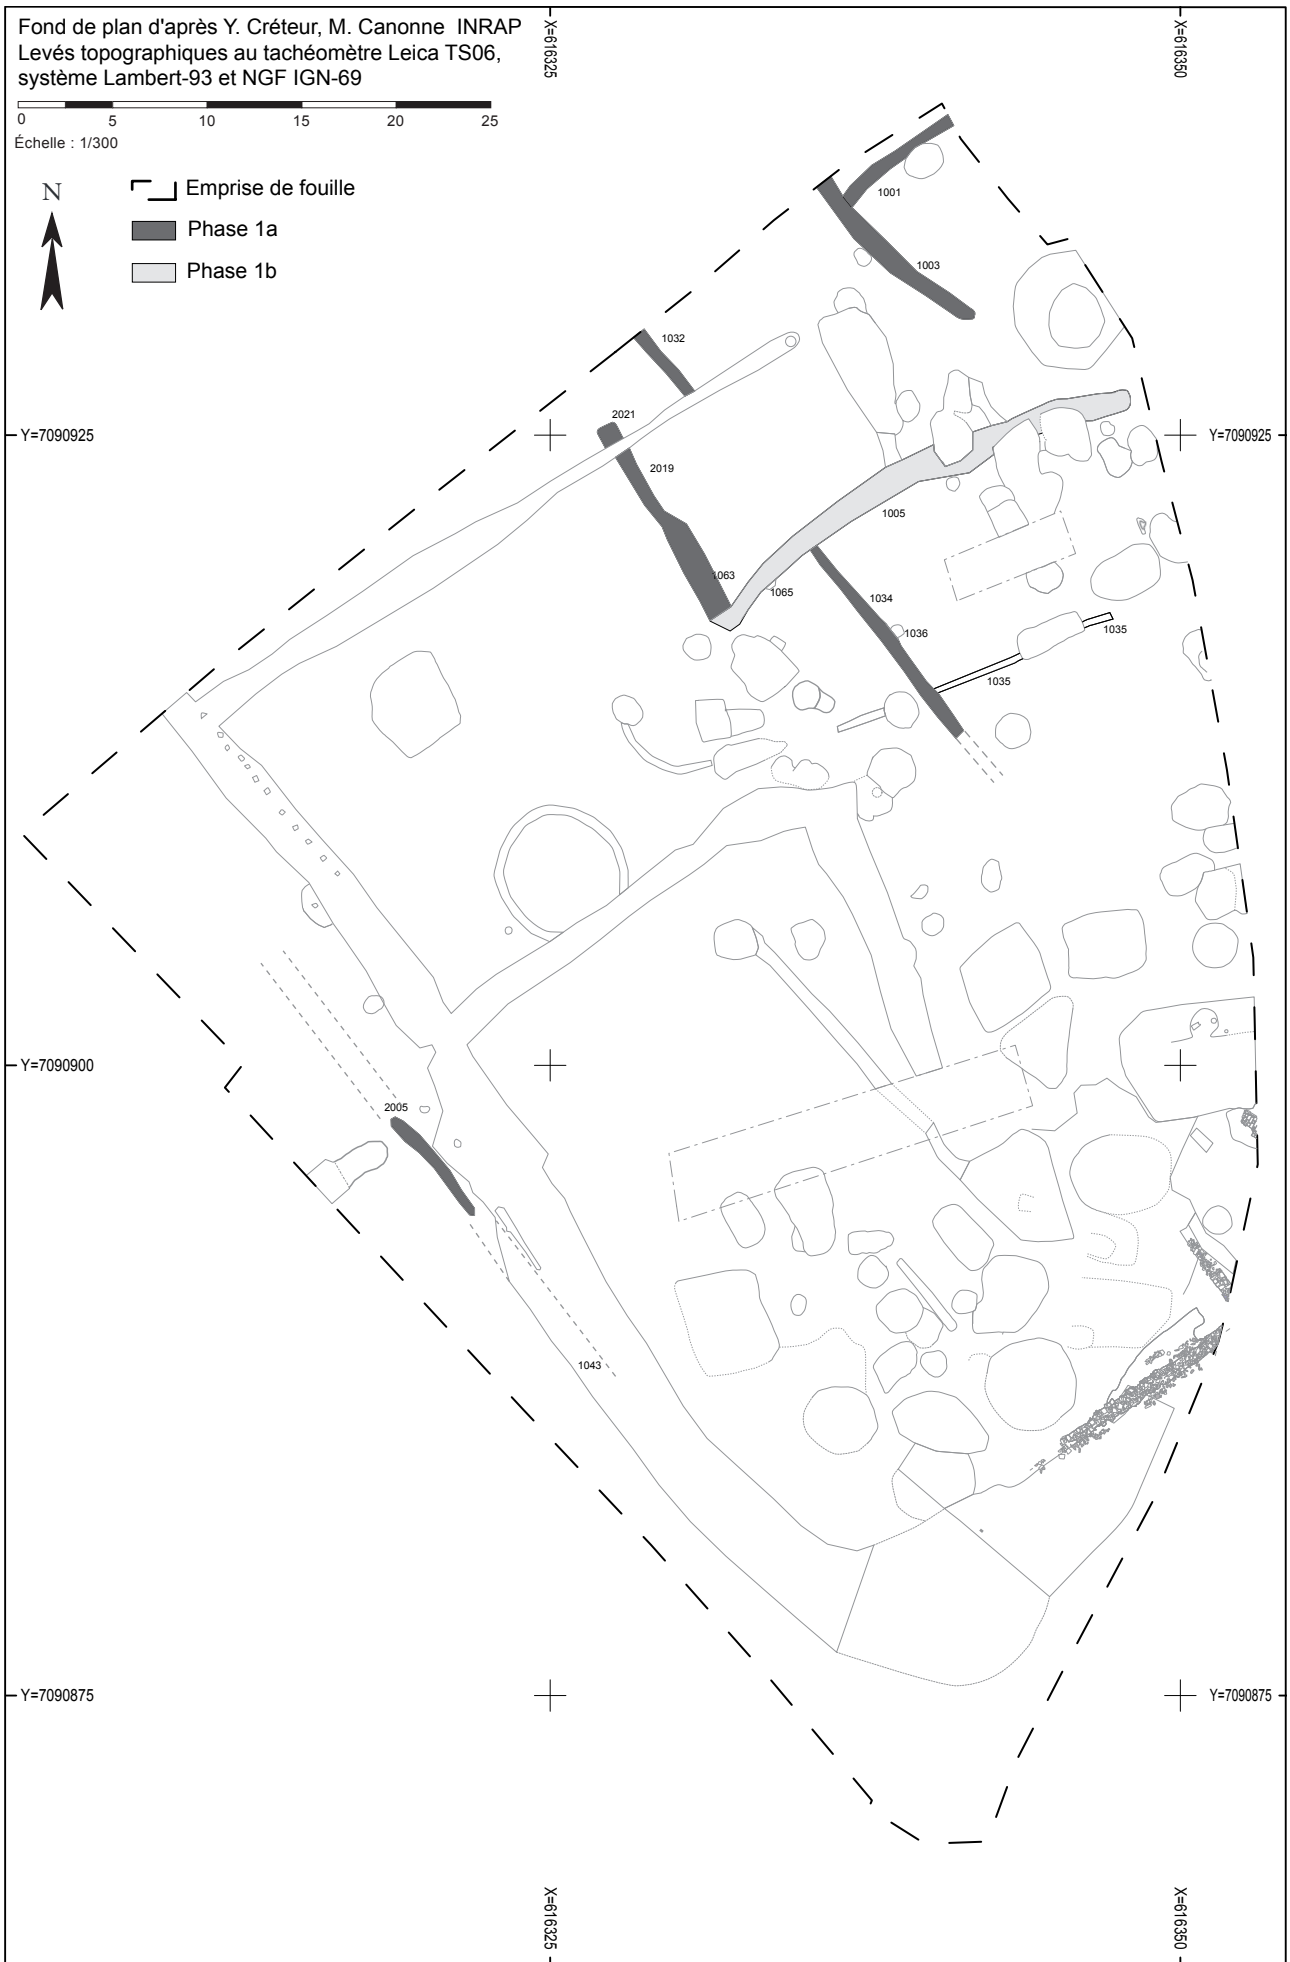 Fond de plan d'après Y. Créteur, M. Canonne INRAP
Levés topographiques au tachéomètre Leica TS06,
système Lambert-93 et NGF IGN-69
0 5 10 15 20 25
Échelle : 1/300
N
Emprise de fouille
Phase 1a
Phase 1b
X=616325
X=616350
1001
1003
1032
2021
Y=7090925
Y=7090925
2019
1005
1063
1065
1034
1036
1035
1035
Y=7090900
2005
1043
Y=7090875
Y=7090875
X=616325
X=616350